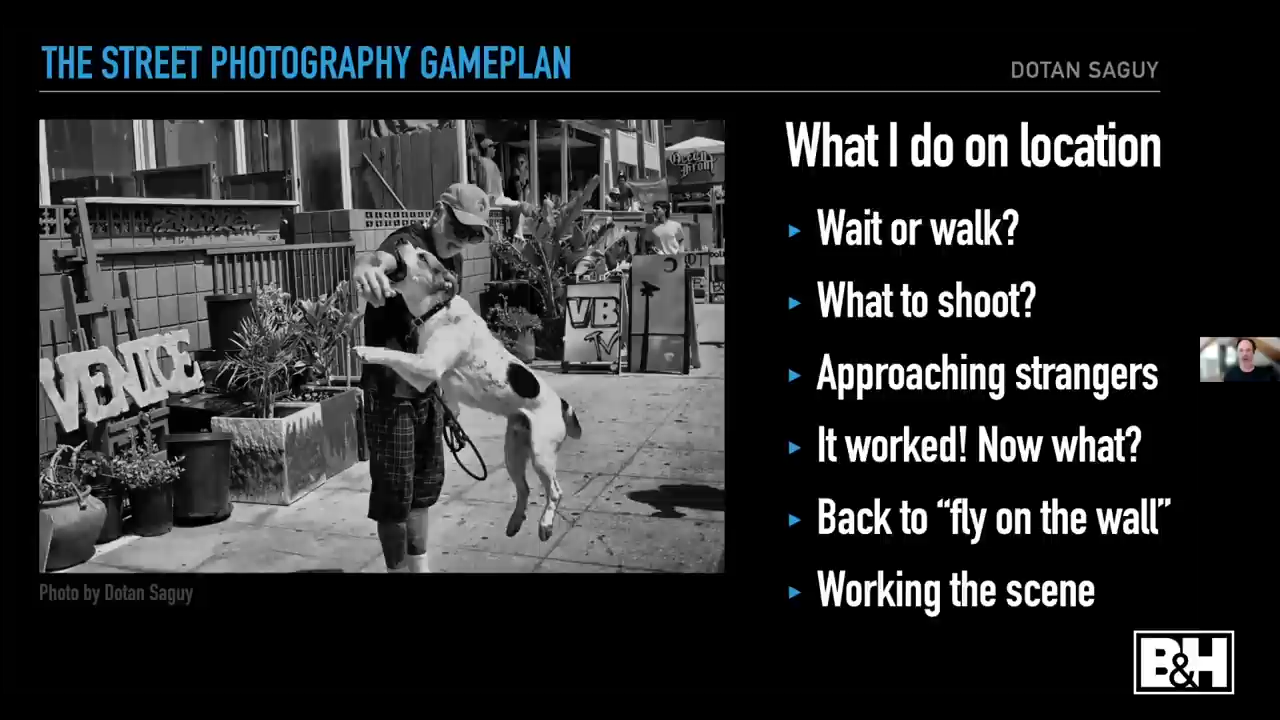 THE STREET PHOTOGRAPHY GAMEPLAN
DOTAN SAGUY
What I do on location
Wait or walk?
What to shoot?
Approaching strangers
It worked! Now what?
Back to “fly on the wall”
Working the scene
VENICE
VB
TV
Photo by Dotan Saguy
B&H